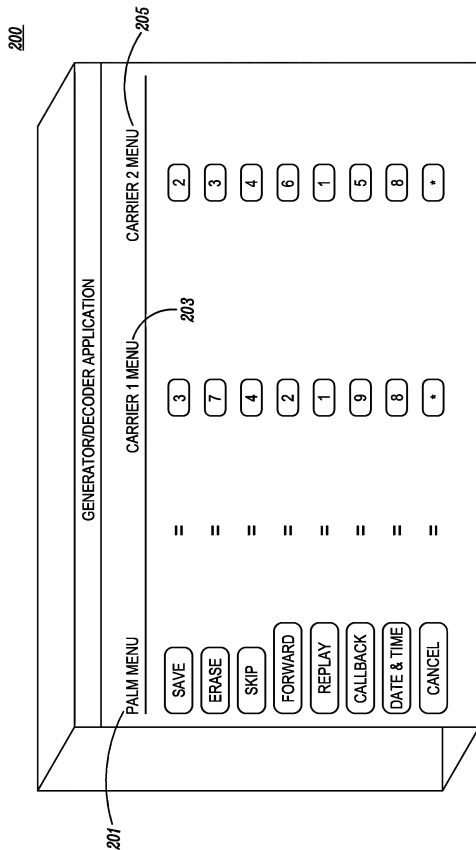 200
GENERATOR/DECODER APPLICATION
PALM MENU CARRIER 1 MENU CARRIER 2 MENU
201 203 205
SAVE = 3 2
ERASE = 7 3
SKIP = 4 4
FORWARD = 2 6
REPLAY = 1 1
CALLBACK = 9 5
DATE & TIME = 8 8
CANCEL = * *